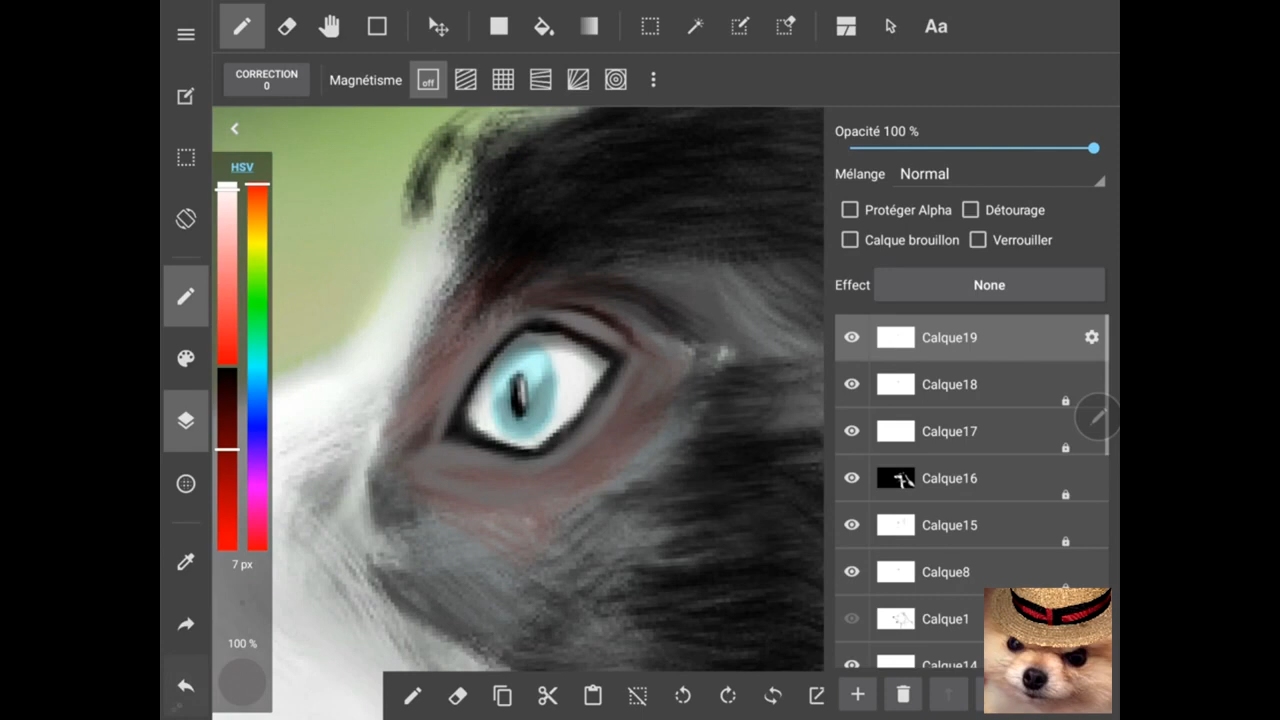 Aa
CORRECTION
0
Magnétisme
off
HSV
7 px
100 %
Opacité 100 %
Mélange Normal
Protéger Alpha Détourage
Calque brouillon Verrouiller
Effect None
Calque19
Calque18
Calque17
Calque16
Calque15
Calque8
Calque1
Calque14